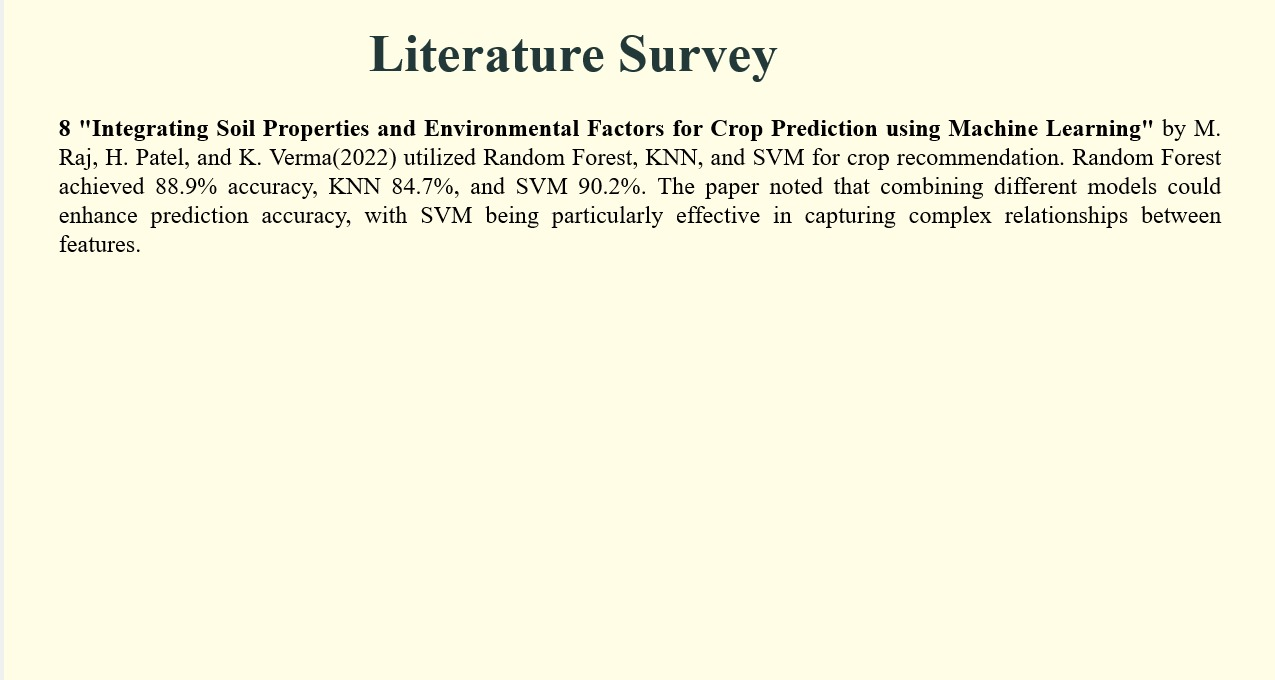 Literature Survey
8 "Integrating Soil Properties and Environmental Factors for Crop Prediction using Machine Learning" by M.
Raj, H. Patel, and K. Verma(2022) utilized Random Forest, KNN, and SVM for crop recommendation. Random Forest
achieved 88.9% accuracy, KNN 84.7%, and SVM 90.2%. The paper noted that combining different models could
enhance prediction accuracy, with SVM being particularly effective in capturing complex relationships between
features.